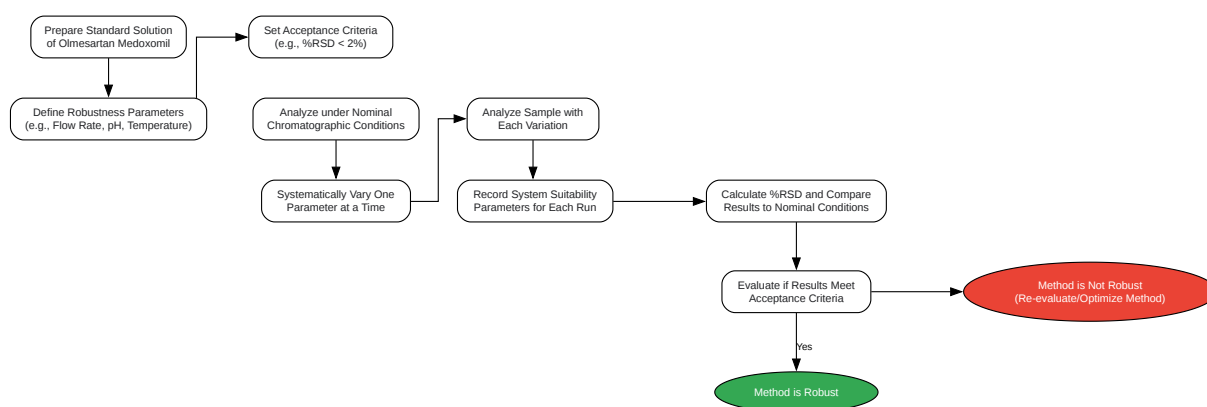 Prepare Standard Solution
of Olmesartan Medoxomil
Set Acceptance Criteria
(e.g., %RSD < 2%)
Define Robustness Parameters
(e.g., Flow Rate, pH, Temperature)
Analyze under Nominal
Chromatographic Conditions
Analyze Sample with
Each Variation
Systematically Vary One
Parameter at a Time
Record System Suitability
Parameters for Each Run
Calculate %RSD and Compare
Results to Nominal Conditions
Evaluate if Results Meet
Acceptance Criteria
Method is Not Robust
(Re-evaluate/Optimize Method)
Yes
Method is Robust